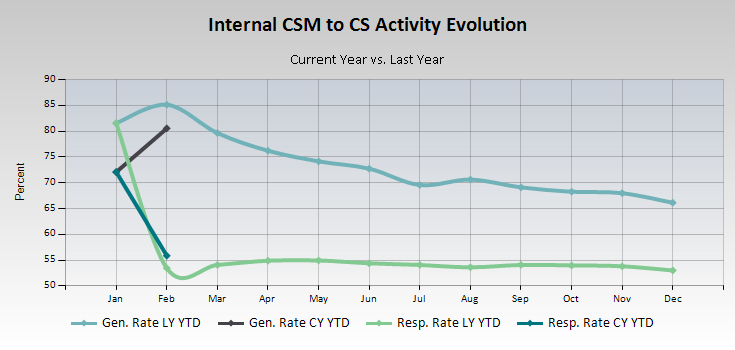 Internal CSM to CS Activity Evolution
Current Year vs. Last Year
Percent
90
85
80
75
70
65
60
55
50
Jan Feb Mar Apr May Jun Jul Aug Sep Oct Nov Dec
Gen. Rate LY YTD Gen. Rate CY YTD Resp. Rate LY YTD Resp. Rate CY YTD